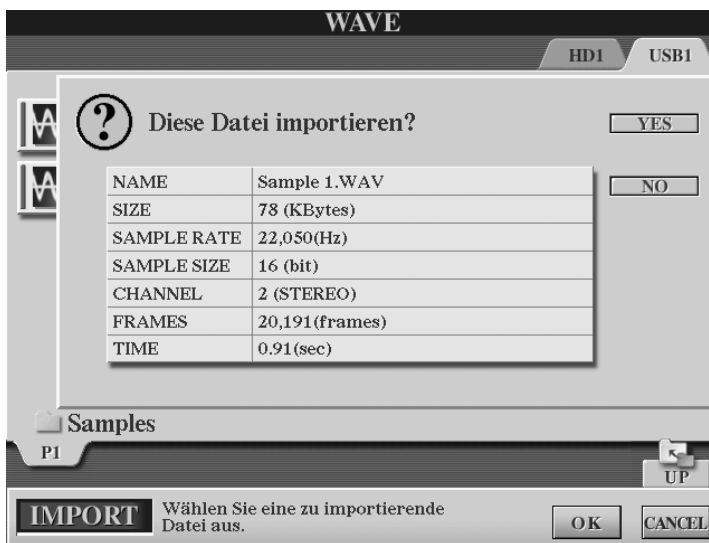 WAVE
HD1 USB1
Diese Datei importieren?
YES
NO
NAME Sample 1.WAV
SIZE 78 (KBytes)
SAMPLE RATE 22,050(Hz)
SAMPLE SIZE 16 (bit)
CHANNEL 2 (STEREO)
FRAMES 20,191(frames)
TIME 0.91(sec)
Samples
P1
UP
IMPORT
Wählen Sie eine zu importierende
Datei aus.
OK CANCEL